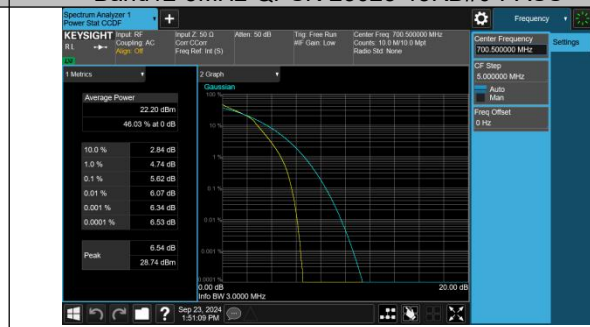 Spectrum Analyzer 1
Power Stat CCDF
Frequency
KEYSIGHT
RL
Input: RF
Coupling: AC
Align: Off
Input Z: 50 Ω
Corr CCorr
Freq Ref: Int (S)
Atten: 50 dB
Trig: Free Run
#IF Gain: Low
Center Freq: 700.500000 MHz
Counts: 10.0 M/10.0 Mpt
Radio Std: None
Center Frequency
700.500000 MHz
Settings
CF Step
5.000000 MHz
Auto
Man
Freq Offset
0 Hz
1 Metrics
Average Power
22.20 dBm
46.03 % at 0 dB
10.0 % 2.84 dB
1.0 % 4.74 dB
0.1 % 5.62 dB
0.01 % 6.07 dB
0.001 % 6.34 dB
0.0001 % 6.53 dB
Peak
6.54 dB
28.74 dBm
2 Graph
Gaussian
100 %
10 %
1 %
0.1 %
0.01 %
0.001 %
0.0001 %
0.00 dB
20.00 dB
Info BW 3.0000 MHz
Sep 23, 2024
1:51:09 PM